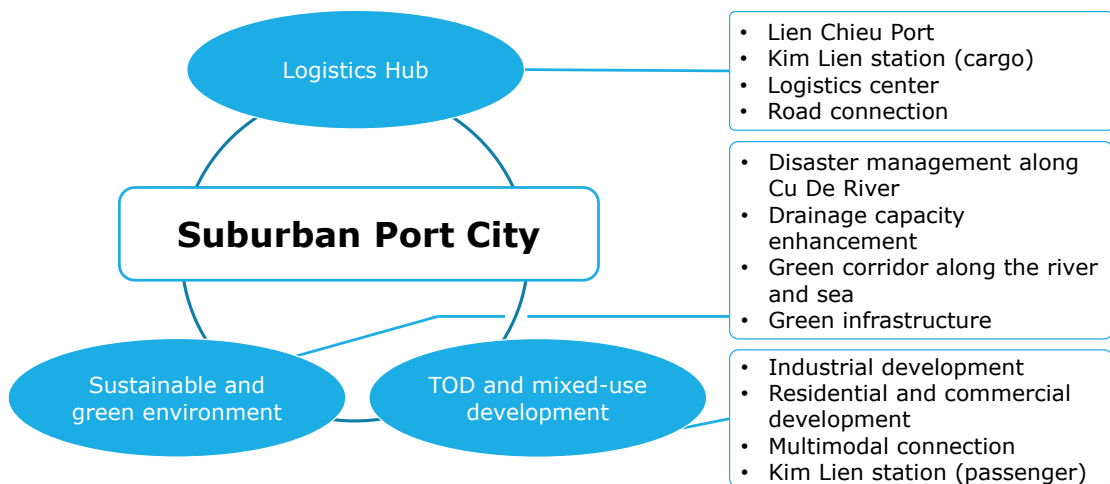 Logistics Hub
• Lien Chieu Port
• Kim Lien station (cargo)
• Logistics center
• Road connection
Suburban Port City
• Disaster management along
Cu De River
• Drainage capacity
enhancement
• Green corridor along the river
and sea
• Green infrastructure
Sustainable and
green environment
TOD and mixed-use
development
• Industrial development
• Residential and commercial
development
• Multimodal connection
• Kim Lien station (passenger)